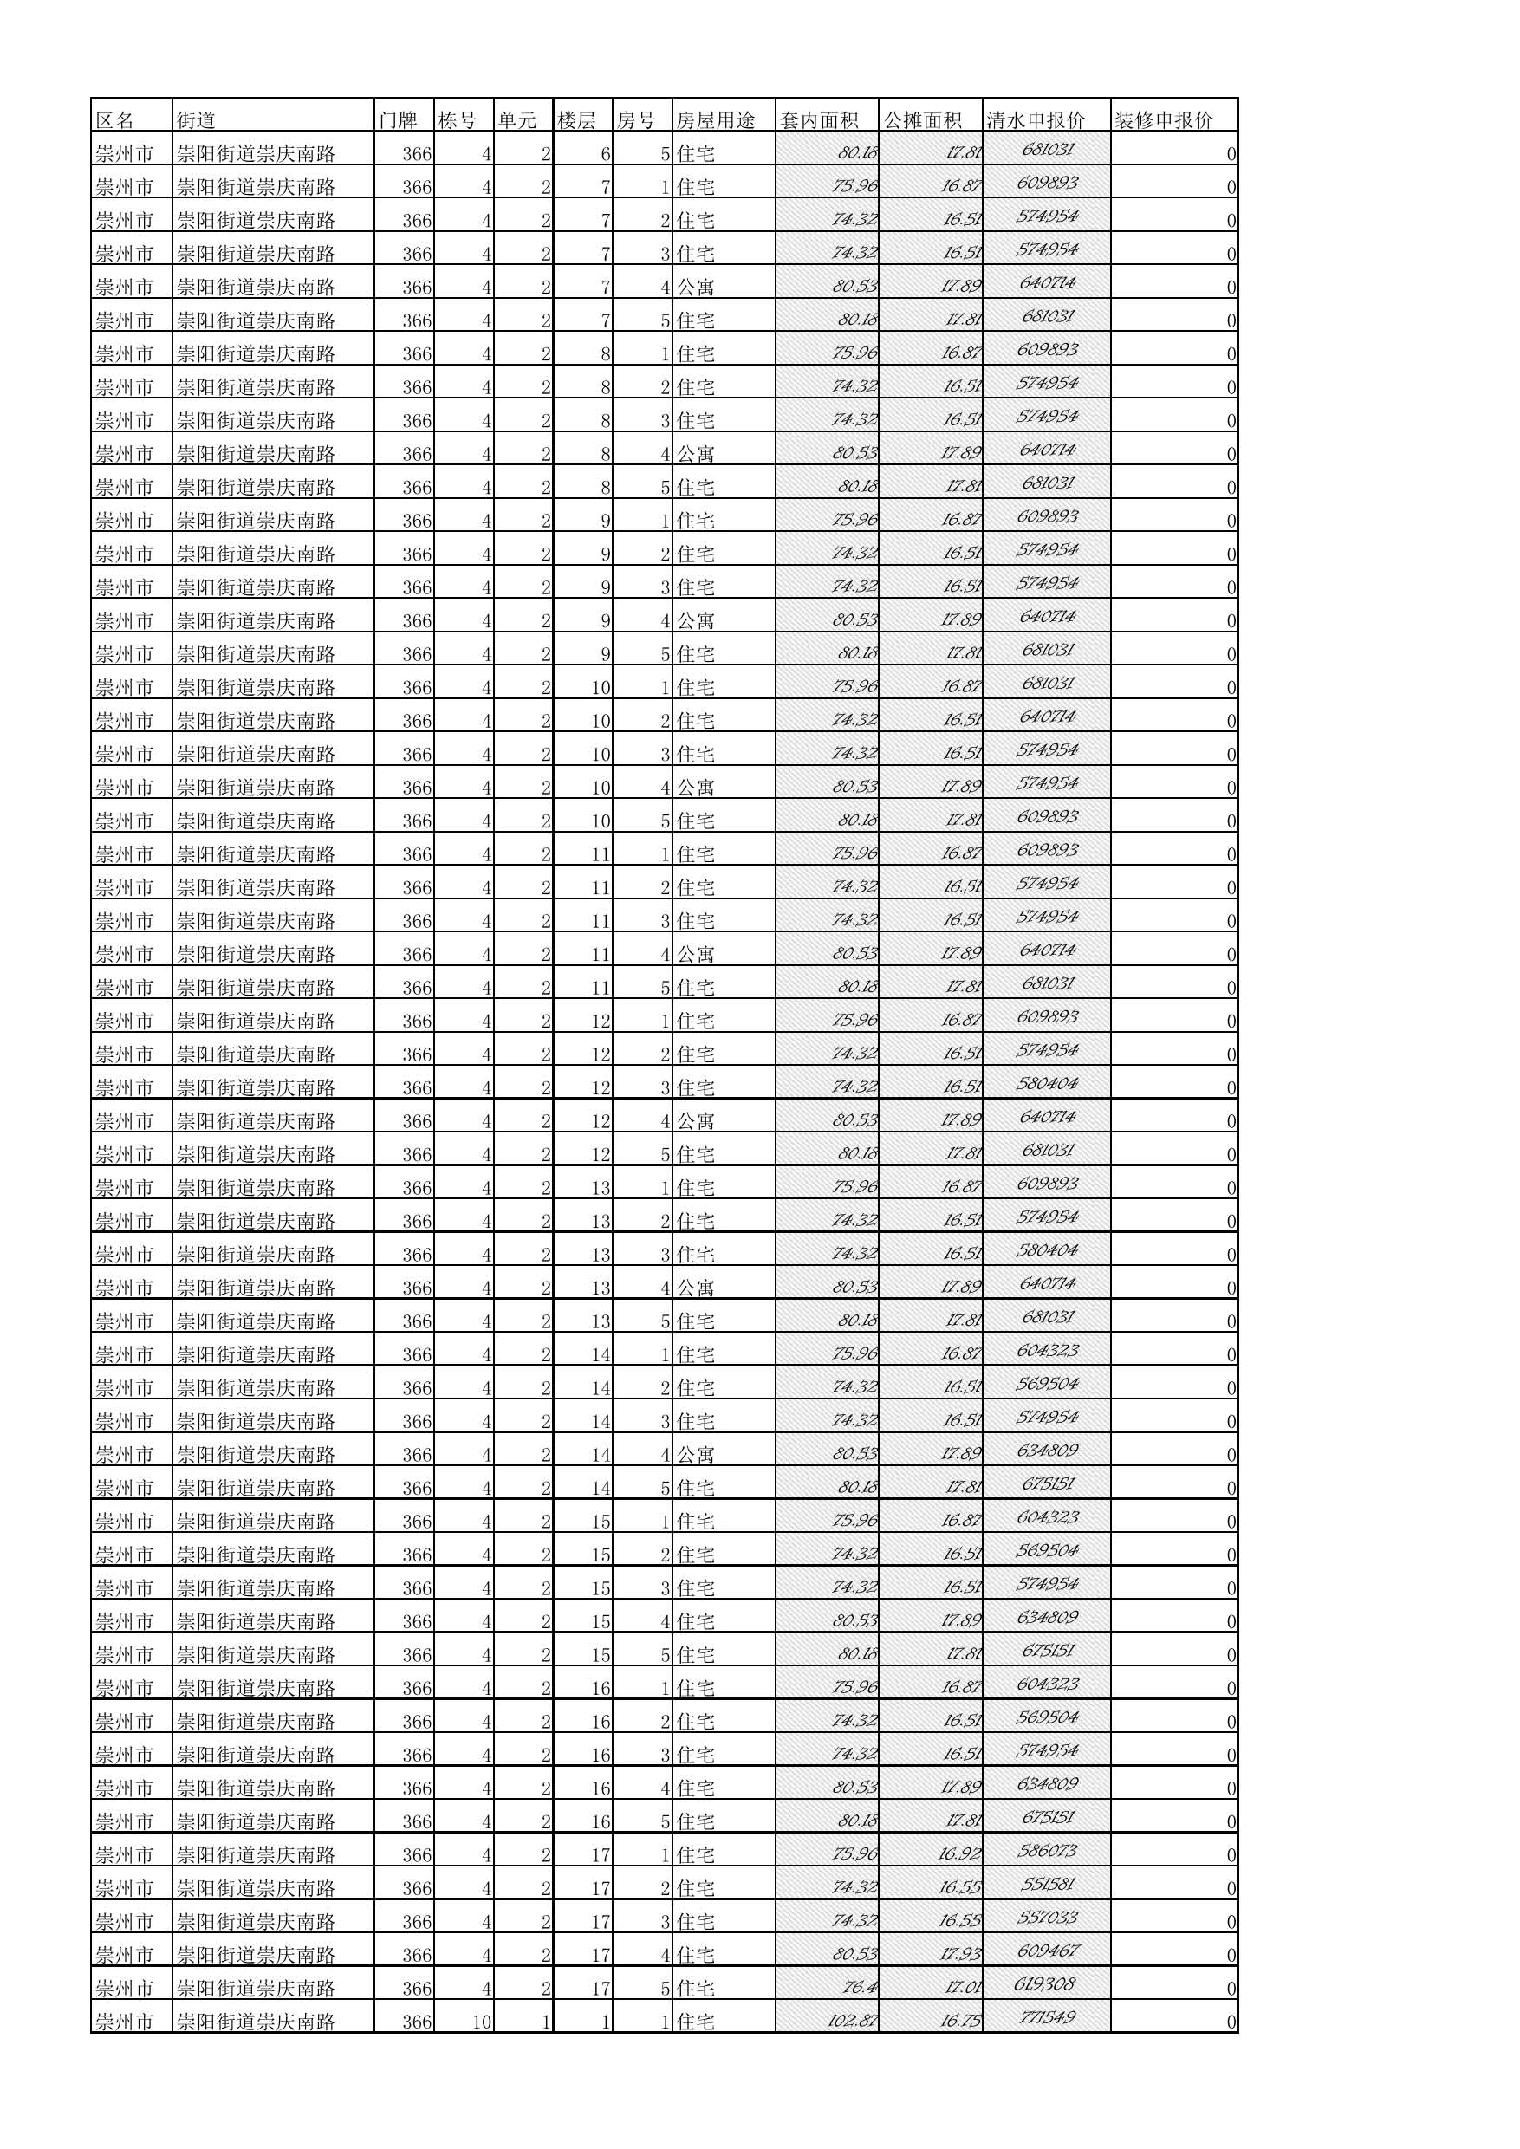 区名 街道 门牌 栋号 单元 楼层 房号 房屋用途 套内面积 公摊面积 清水申报价 装修申报价
崇州市 崇阳街道崇庆南路 366 4 2 6 5 住宅 80.18 17.81 681031 0
崇州市 崇阳街道崇庆南路 366 4 2 7 1 住宅 75.96 16.87 609893 0
崇州市 崇阳街道崇庆南路 366 4 2 7 2 住宅 74.32 16.51 574954 0
崇州市 崇阳街道崇庆南路 366 4 2 7 3 住宅 74.32 16.51 574954 0
崇州市 崇阳街道崇庆南路 366 4 2 7 4 公寓 80.53 17.89 640714 0
崇州市 崇阳街道崇庆南路 366 4 2 7 5 住宅 80.18 17.81 681031 0
崇州市 崇阳街道崇庆南路 366 4 2 8 1 住宅 75.96 16.87 609893 0
崇州市 崇阳街道崇庆南路 366 4 2 8 2 住宅 74.32 16.51 574954 0
崇州市 崇阳街道崇庆南路 366 4 2 8 3 住宅 74.32 16.51 574954 0
崇州市 崇阳街道崇庆南路 366 4 2 8 4 公寓 80.53 17.89 640714 0
崇州市 崇阳街道崇庆南路 366 4 2 8 5 住宅 80.18 17.81 681031 0
崇州市 崇阳街道崇庆南路 366 4 2 9 1 住宅 75.96 16.87 609893 0
崇州市 崇阳街道崇庆南路 366 4 2 9 2 住宅 74.32 16.51 574954 0
崇州市 崇阳街道崇庆南路 366 4 2 9 3 住宅 74.32 16.51 574954 0
崇州市 崇阳街道崇庆南路 366 4 2 9 4 公寓 80.53 17.89 640714 0
崇州市 崇阳街道崇庆南路 366 4 2 9 5 住宅 80.18 17.81 681031 0
崇州市 崇阳街道崇庆南路 366 4 2 10 1 住宅 75.96 16.87 681031 0
崇州市 崇阳街道崇庆南路 366 4 2 10 2 住宅 74.32 16.51 640714 0
崇州市 崇阳街道崇庆南路 366 4 2 10 3 住宅 74.32 16.51 574954 0
崇州市 崇阳街道崇庆南路 366 4 2 10 4 公寓 80.53 17.89 574954 0
崇州市 崇阳街道崇庆南路 366 4 2 10 5 住宅 80.18 17.81 609893 0
崇州市 崇阳街道崇庆南路 366 4 2 11 1 住宅 75.96 16.87 609893 0
崇州市 崇阳街道崇庆南路 366 4 2 11 2 住宅 74.32 16.51 574954 0
崇州市 崇阳街道崇庆南路 366 4 2 11 3 住宅 74.32 16.51 574954 0
崇州市 崇阳街道崇庆南路 366 4 2 11 4 公寓 80.53 17.89 640714 0
崇州市 崇阳街道崇庆南路 366 4 2 11 5 住宅 80.18 17.81 681031 0
崇州市 崇阳街道崇庆南路 366 4 2 12 1 住宅 75.96 16.87 609893 0
崇州市 崇阳街道崇庆南路 366 4 2 12 2 住宅 74.32 16.51 574954 0
崇州市 崇阳街道崇庆南路 366 4 2 12 3 住宅 74.32 16.51 580404 0
崇州市 崇阳街道崇庆南路 366 4 2 12 4 公寓 80.53 17.89 640714 0
崇州市 崇阳街道崇庆南路 366 4 2 12 5 住宅 80.18 17.81 681031 0
崇州市 崇阳街道崇庆南路 366 4 2 13 1 住宅 75.96 16.87 609893 0
崇州市 崇阳街道崇庆南路 366 4 2 13 2 住宅 74.32 16.51 574954 0
崇州市 崇阳街道崇庆南路 366 4 2 13 3 住宅 74.32 16.51 580404 0
崇州市 崇阳街道崇庆南路 366 4 2 13 4 公寓 80.53 17.89 640714 0
崇州市 崇阳街道崇庆南路 366 4 2 13 5 住宅 80.18 17.81 681031 0
崇州市 崇阳街道崇庆南路 366 4 2 14 1 住宅 75.96 16.87 604323 0
崇州市 崇阳街道崇庆南路 366 4 2 14 2 住宅 74.32 16.51 569504 0
崇州市 崇阳街道崇庆南路 366 4 2 14 3 住宅 74.32 16.51 574954 0
崇州市 崇阳街道崇庆南路 366 4 2 14 4 公寓 80.53 17.89 634809 0
崇州市 崇阳街道崇庆南路 366 4 2 14 5 住宅 80.18 17.81 675151 0
崇州市 崇阳街道崇庆南路 366 4 2 15 1 住宅 75.96 16.87 604323 0
崇州市 崇阳街道崇庆南路 366 4 2 15 2 住宅 74.32 16.51 569504 0
崇州市 崇阳街道崇庆南路 366 4 2 15 3 住宅 74.32 16.51 574954 0
崇州市 崇阳街道崇庆南路 366 4 2 15 4 住宅 80.53 17.89 634809 0
崇州市 崇阳街道崇庆南路 366 4 2 15 5 住宅 80.18 17.81 675151 0
崇州市 崇阳街道崇庆南路 366 4 2 16 1 住宅 75.96 16.87 604323 0
崇州市 崇阳街道崇庆南路 366 4 2 16 2 住宅 74.32 16.51 569504 0
崇州市 崇阳街道崇庆南路 366 4 2 16 3 住宅 74.32 16.51 574954 0
崇州市 崇阳街道崇庆南路 366 4 2 16 4 住宅 80.53 17.89 634809 0
崇州市 崇阳街道崇庆南路 366 4 2 16 5 住宅 80.18 17.81 675151 0
崇州市 崇阳街道崇庆南路 366 4 2 17 1 住宅 75.96 16.92 586073 0
崇州市 崇阳街道崇庆南路 366 4 2 17 2 住宅 74.32 16.55 551581 0
崇州市 崇阳街道崇庆南路 366 4 2 17 3 住宅 74.32 16.55 557033 0
崇州市 崇阳街道崇庆南路 366 4 2 17 4 住宅 80.53 17.93 609467 0
崇州市 崇阳街道崇庆南路 366 4 2 17 5 住宅 76.4 17.01 619308 0
崇州市 崇阳街道崇庆南路 366 10 1 1 1 住宅 102.87 16.75 771549 0